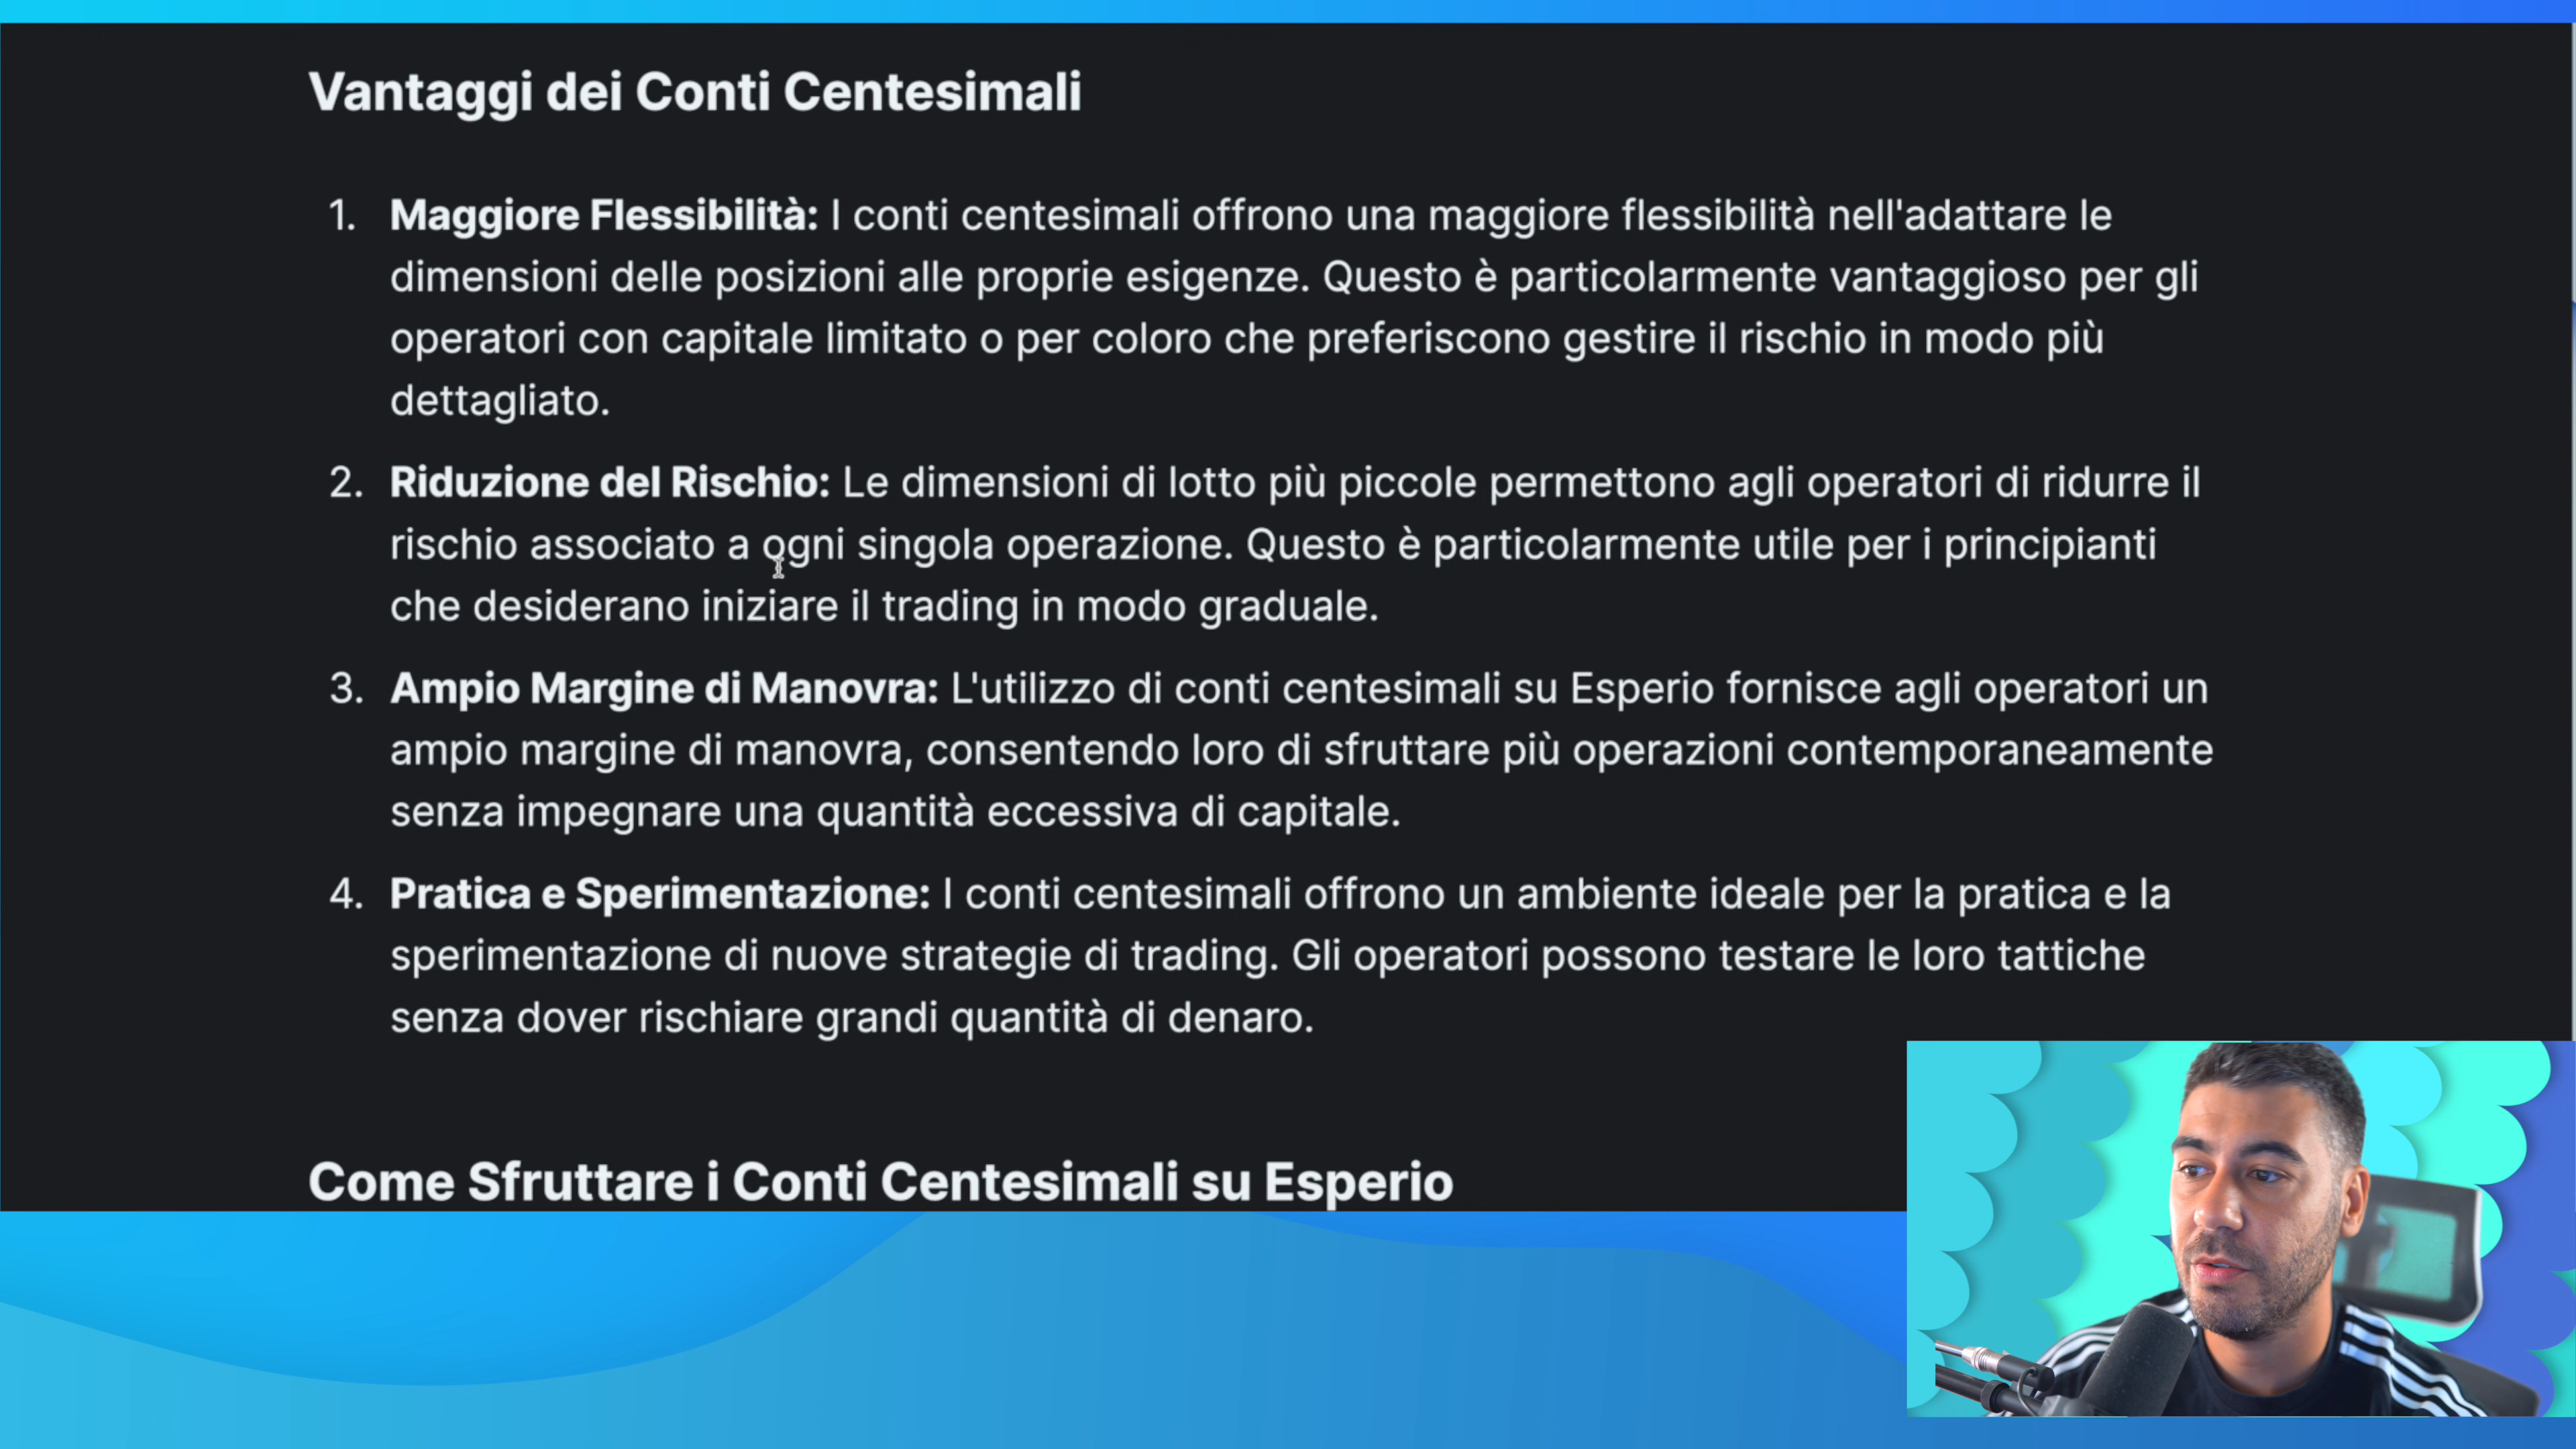 Vantaggi dei Conti Centesimali
1. Maggiore Flessibilità: I conti centesimali offrono una maggiore flessibilità nell'adattare le
dimensioni delle posizioni alle proprie esigenze. Questo è particolarmente vantaggioso per gli
operatori con capitale limitato o per coloro che preferiscono gestire il rischio in modo più
dettagliato.
2. Riduzione del Rischio: Le dimensioni di lotto più piccole permettono agli operatori di ridurre il
rischio associato a ogni singola operazione. Questo è particolarmente utile per i principianti
che desiderano iniziare il trading in modo graduale.
3. Ampio Margine di Manovra: L'utilizzo di conti centesimali su Esperio fornisce agli operatori un
ampio margine di manovra, consentendo loro di sfruttare più operazioni contemporaneamente
senza impegnare una quantità eccessiva di capitale.
4. Pratica e Sperimentazione: I conti centesimali offrono un ambiente ideale per la pratica e la
sperimentazione di nuove strategie di trading. Gli operatori possono testare le loro tattiche
senza dover rischiare grandi quantità di denaro.
Come Sfruttare i Conti Centesimali su Esperio